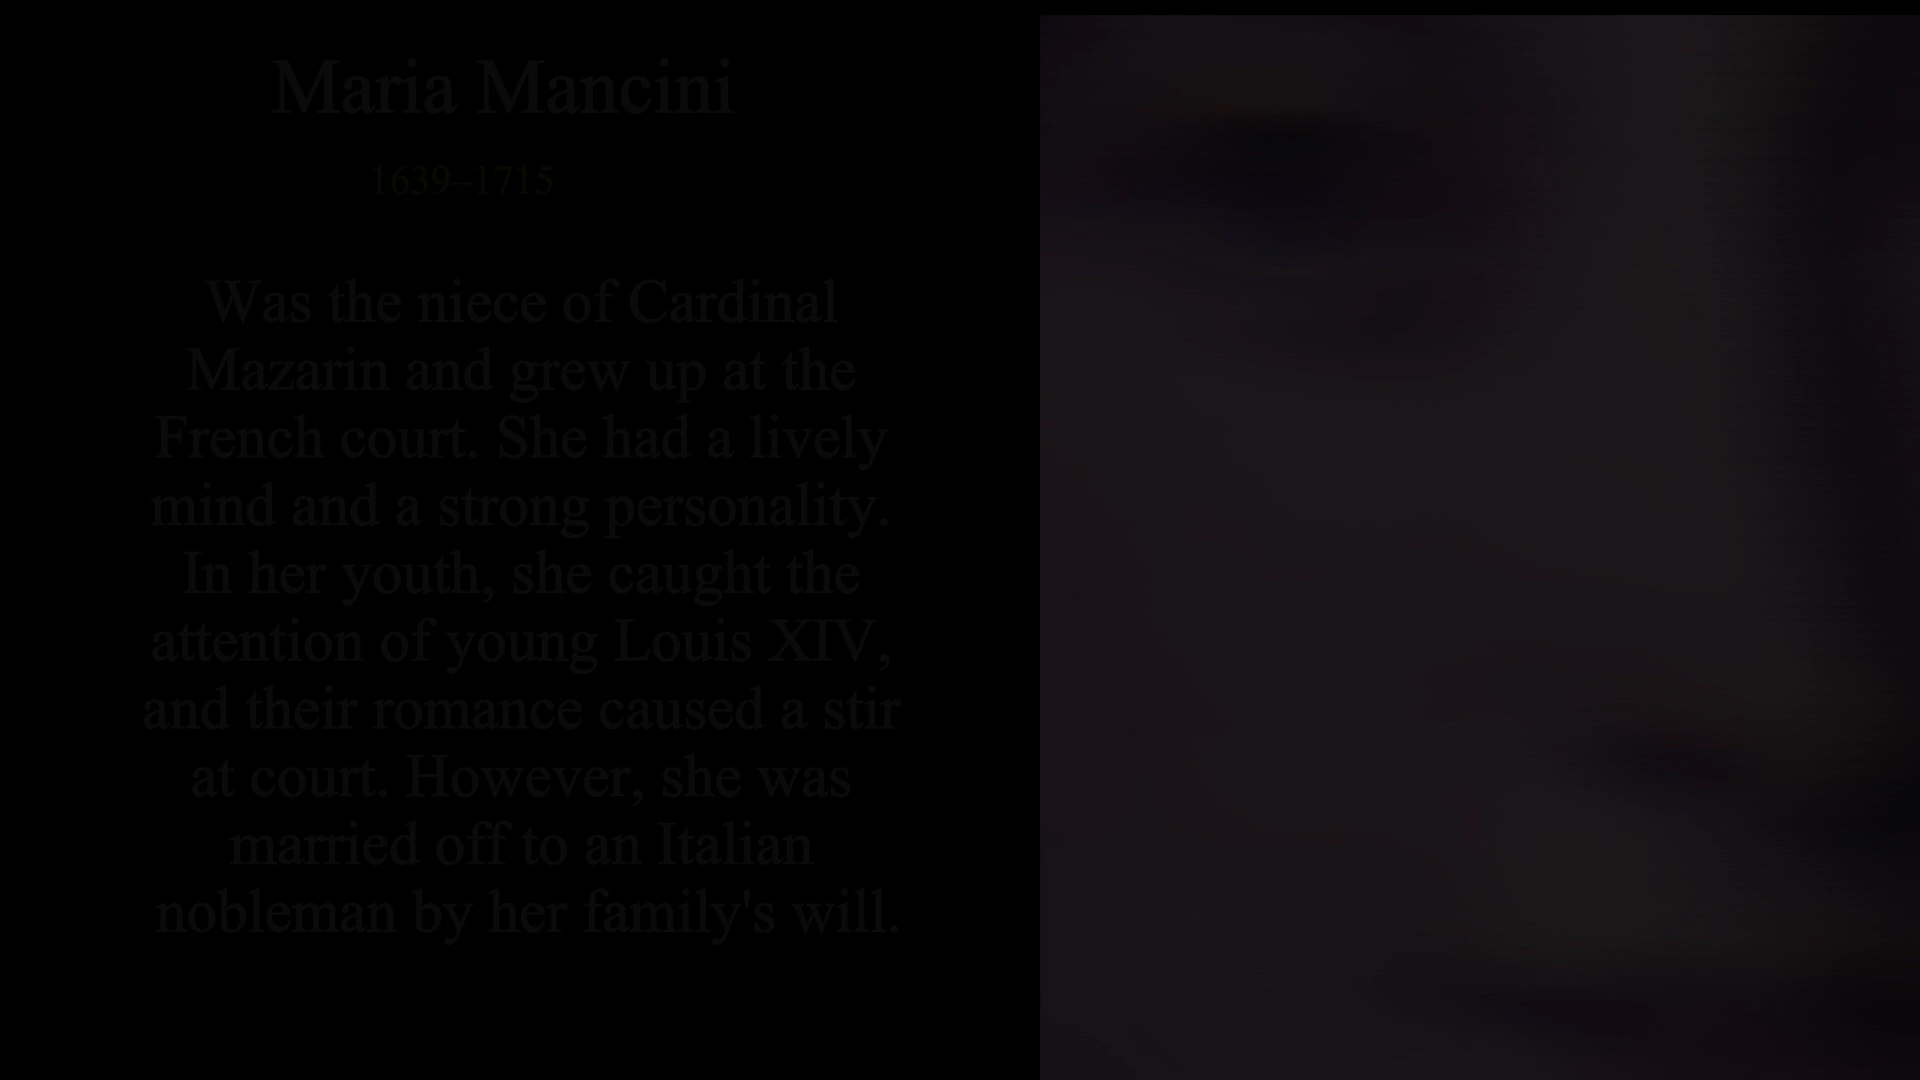 Maria Mancini
1639–1715
Was the niece of Cardinal
Mazarin and grew up at the
French court. She had a lively
mind and a strong personality.
In her youth, she caught the
attention of young Louis XIV,
and their romance caused a stir
at court. However, she was
married off to an Italian
nobleman by her family's will.